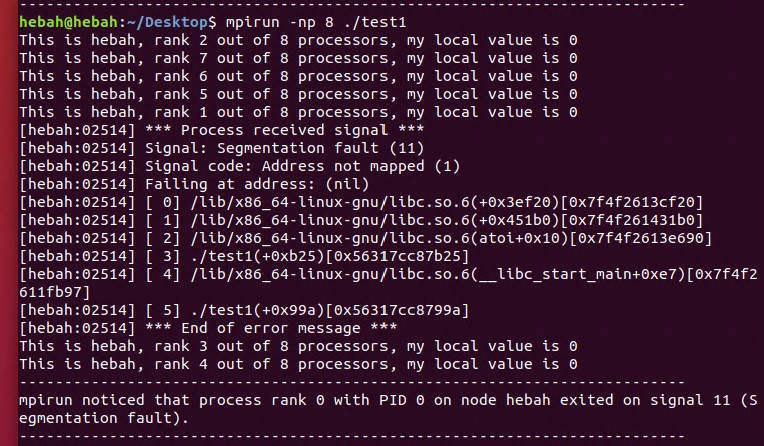 --------------------------------------------------------------------------
hebah@hebah:~/Desktop$ mpirun -np 8 ./test1
This is hebah, rank 2 out of 8 processors, my local value is 0
This is hebah, rank 7 out of 8 processors, my local value is 0
This is hebah, rank 6 out of 8 processors, my local value is 0
This is hebah, rank 5 out of 8 processors, my local value is 0
This is hebah, rank 1 out of 8 processors, my local value is 0
[hebah:02514] *** Process received signal ***
[hebah:02514] Signal: Segmentation fault (11)
[hebah:02514] Signal code: Address not mapped (1)
[hebah:02514] Failing at address: (nil)
[hebah:02514] [ 0] /lib/x86_64-linux-gnu/libc.so.6(+0x3ef20)[0x7f4f2613cf20]
[hebah:02514] [ 1] /lib/x86_64-linux-gnu/libc.so.6(+0x451b0)[0x7f4f261431b0]
[hebah:02514] [ 2] /lib/x86_64-linux-gnu/libc.so.6(atoi+0x10)[0x7f4f2613e690]
[hebah:02514] [ 3] ./test1(+0xb25)[0x56317cc87b25]
[hebah:02514] [ 4] /lib/x86_64-linux-gnu/libc.so.6(__libc_start_main+0xe7)[0x7f4f2
611fb97]
[hebah:02514] [ 5] ./test1(+0x99a)[0x56317cc8799a]
[hebah:02514] *** End of error message ***
This is hebah, rank 3 out of 8 processors, my local value is 0
This is hebah, rank 4 out of 8 processors, my local value is 0
--------------------------------------------------------------------------
mpirun noticed that process rank 0 with PID 0 on node hebah exited on signal 11 (S
egmentation fault).
--------------------------------------------------------------------------